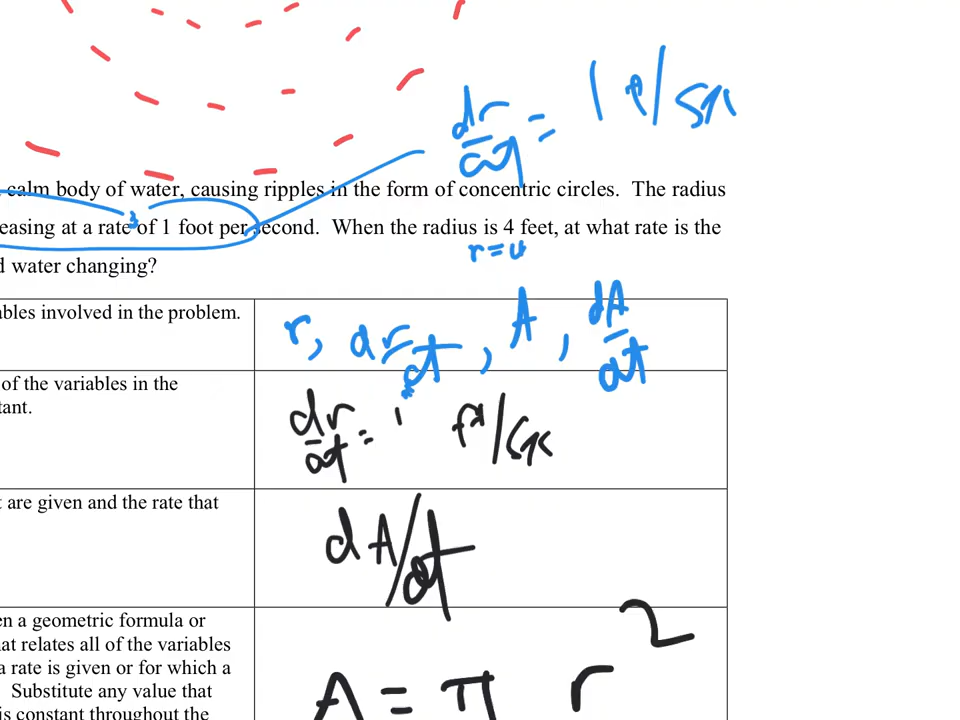 dr/dt = 1 ft/sec
calm body of water, causing ripples in the form of concentric circles. The radius
easing at a rate of 1 foot per second. When the radius is 4 feet, at what rate is the
r = 4
d water changing?
ables involved in the problem.
r, dr/dt, A, dA/dt
of the variables in the
tant.
dr/dt = 1 ft/sec
t are given and the rate that
dA/dt
en a geometric formula or
hat relates all of the variables
a rate is given or for which a
Substitute any value that
is constant throughout the
A = π r²